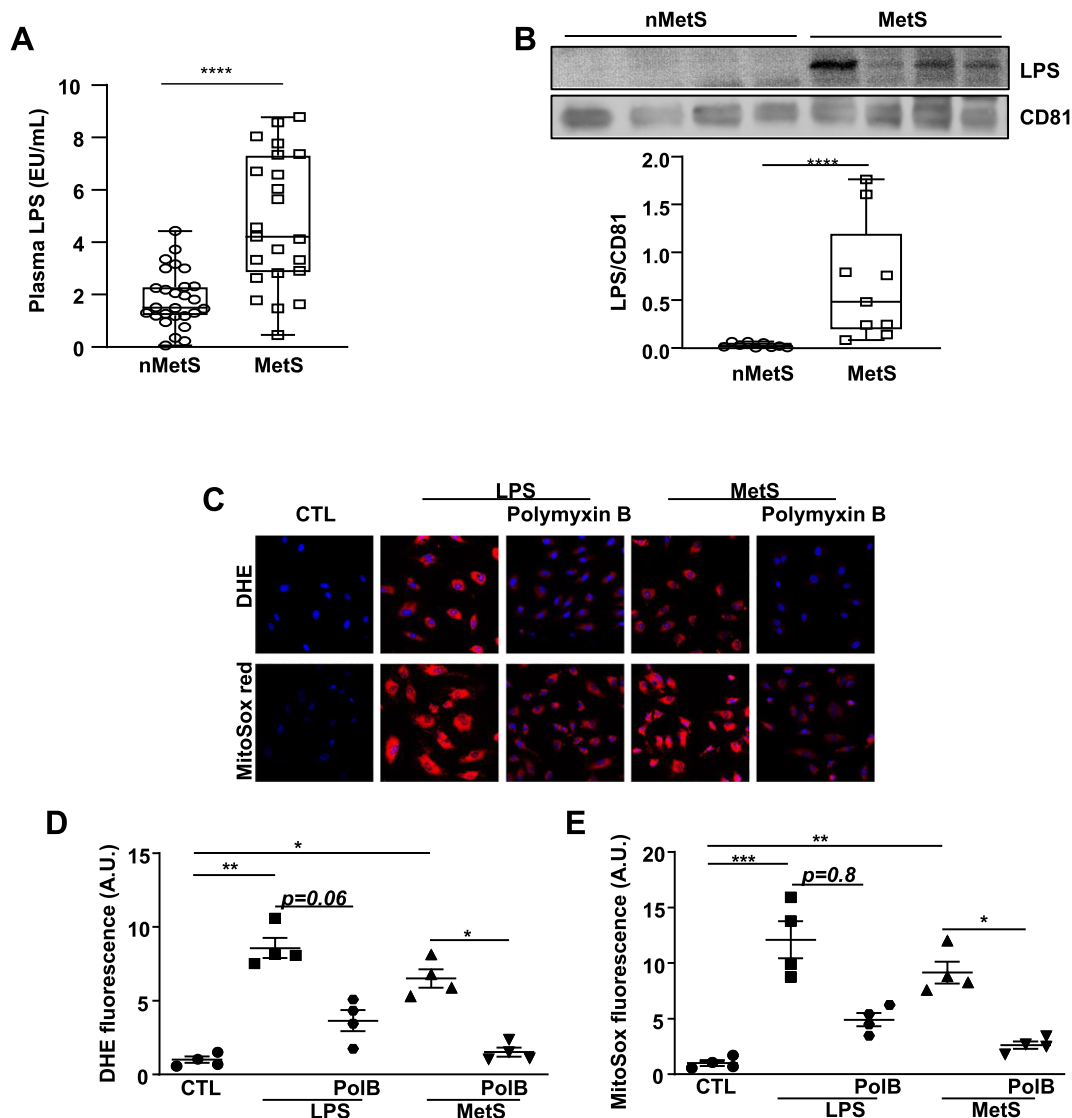 A
****
Plasma LPS (EU/mL)
10
8
6
4
2
0
nMetS
MetS
B
nMetS
MetS
LPS
CD81
****
LPS/CD81
2.0
1.5
1.0
0.5
0.0
nMetS
MetS
C
LPS
MetS
CTL
Polymyxin B
Polymyxin B
DHE
MitoSox red
D
DHE fluorescence (A.U.)
15
10
5
0
*
**
p=0.06
*
CTL
PolB
PolB
LPS
MetS
E
MitoSox fluorescence (A.U.)
20
15
10
5
0
**
***
p=0.8
*
CTL
PolB
PolB
LPS
MetS